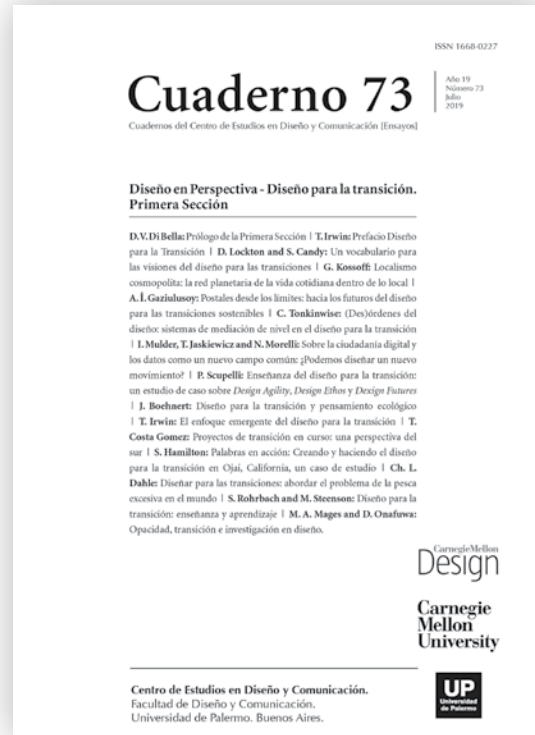 ISSN 1668-0227
Cuaderno 73
Año 19
Número 73
Julio
2019
Cuadernos del Centro de Estudios en Diseño y Comunicación [Ensayos]
Diseño en Perspectiva - Diseño para la transición.
Primera Sección
D.V. Di Bella: Prólogo de la Primera Sección | T. Irwin: Prefacio Diseño
para la Transición | D. Lockton and S. Candy: Un vocabulario para
las visiones del diseño para las transiciones | G. Kossoff: Localismo
cosmopolita: la red planetaria de la vida cotidiana dentro de lo local |
A. İ. Gaziulusoy: Postales desde los límites: hacia los futuros del diseño
para las transiciones sostenibles | C. Tonkinwise: (Des)órdenes del
diseño: sistemas de mediación de nivel en el diseño para la transición
| I. Mulder, T. Jaskiewicz and N. Morelli: Sobre la ciudadanía digital y
los datos como un nuevo campo común: ¿Podemos diseñar un nuevo
movimiento? | P. Scupelli: Enseñanza del diseño para la transición:
un estudio de caso sobre Design Agility, Design Ethos y Dexign Futures
| J. Boehnert: Diseño para la transición y pensamiento ecológico
| T. Irwin: El enfoque emergente del diseño para la transición | T.
Costa Gomez: Proyectos de transición en curso: una perspectiva del
sur | S. Hamilton: Palabras en acción: Creando y haciendo el diseño
para la transición en Ojai, California, un caso de estudio | Ch. L.
Dahle: Diseñar para las transiciones: abordar el problema de la pesca
excesiva en el mundo | S. Rohrbach and M. Steenson: Diseño para la
transición: enseñanza y aprendizaje | M. A. Mages and D. Onafuwa:
Opacidad, transición e investigación en diseño.
CarnegieMellon
Design
Carnegie
Mellon
University
Centro de Estudios en Diseño y Comunicación.
Facultad de Diseño y Comunicación.
Universidad de Palermo. Buenos Aires.
UP
Universidad
de Palermo